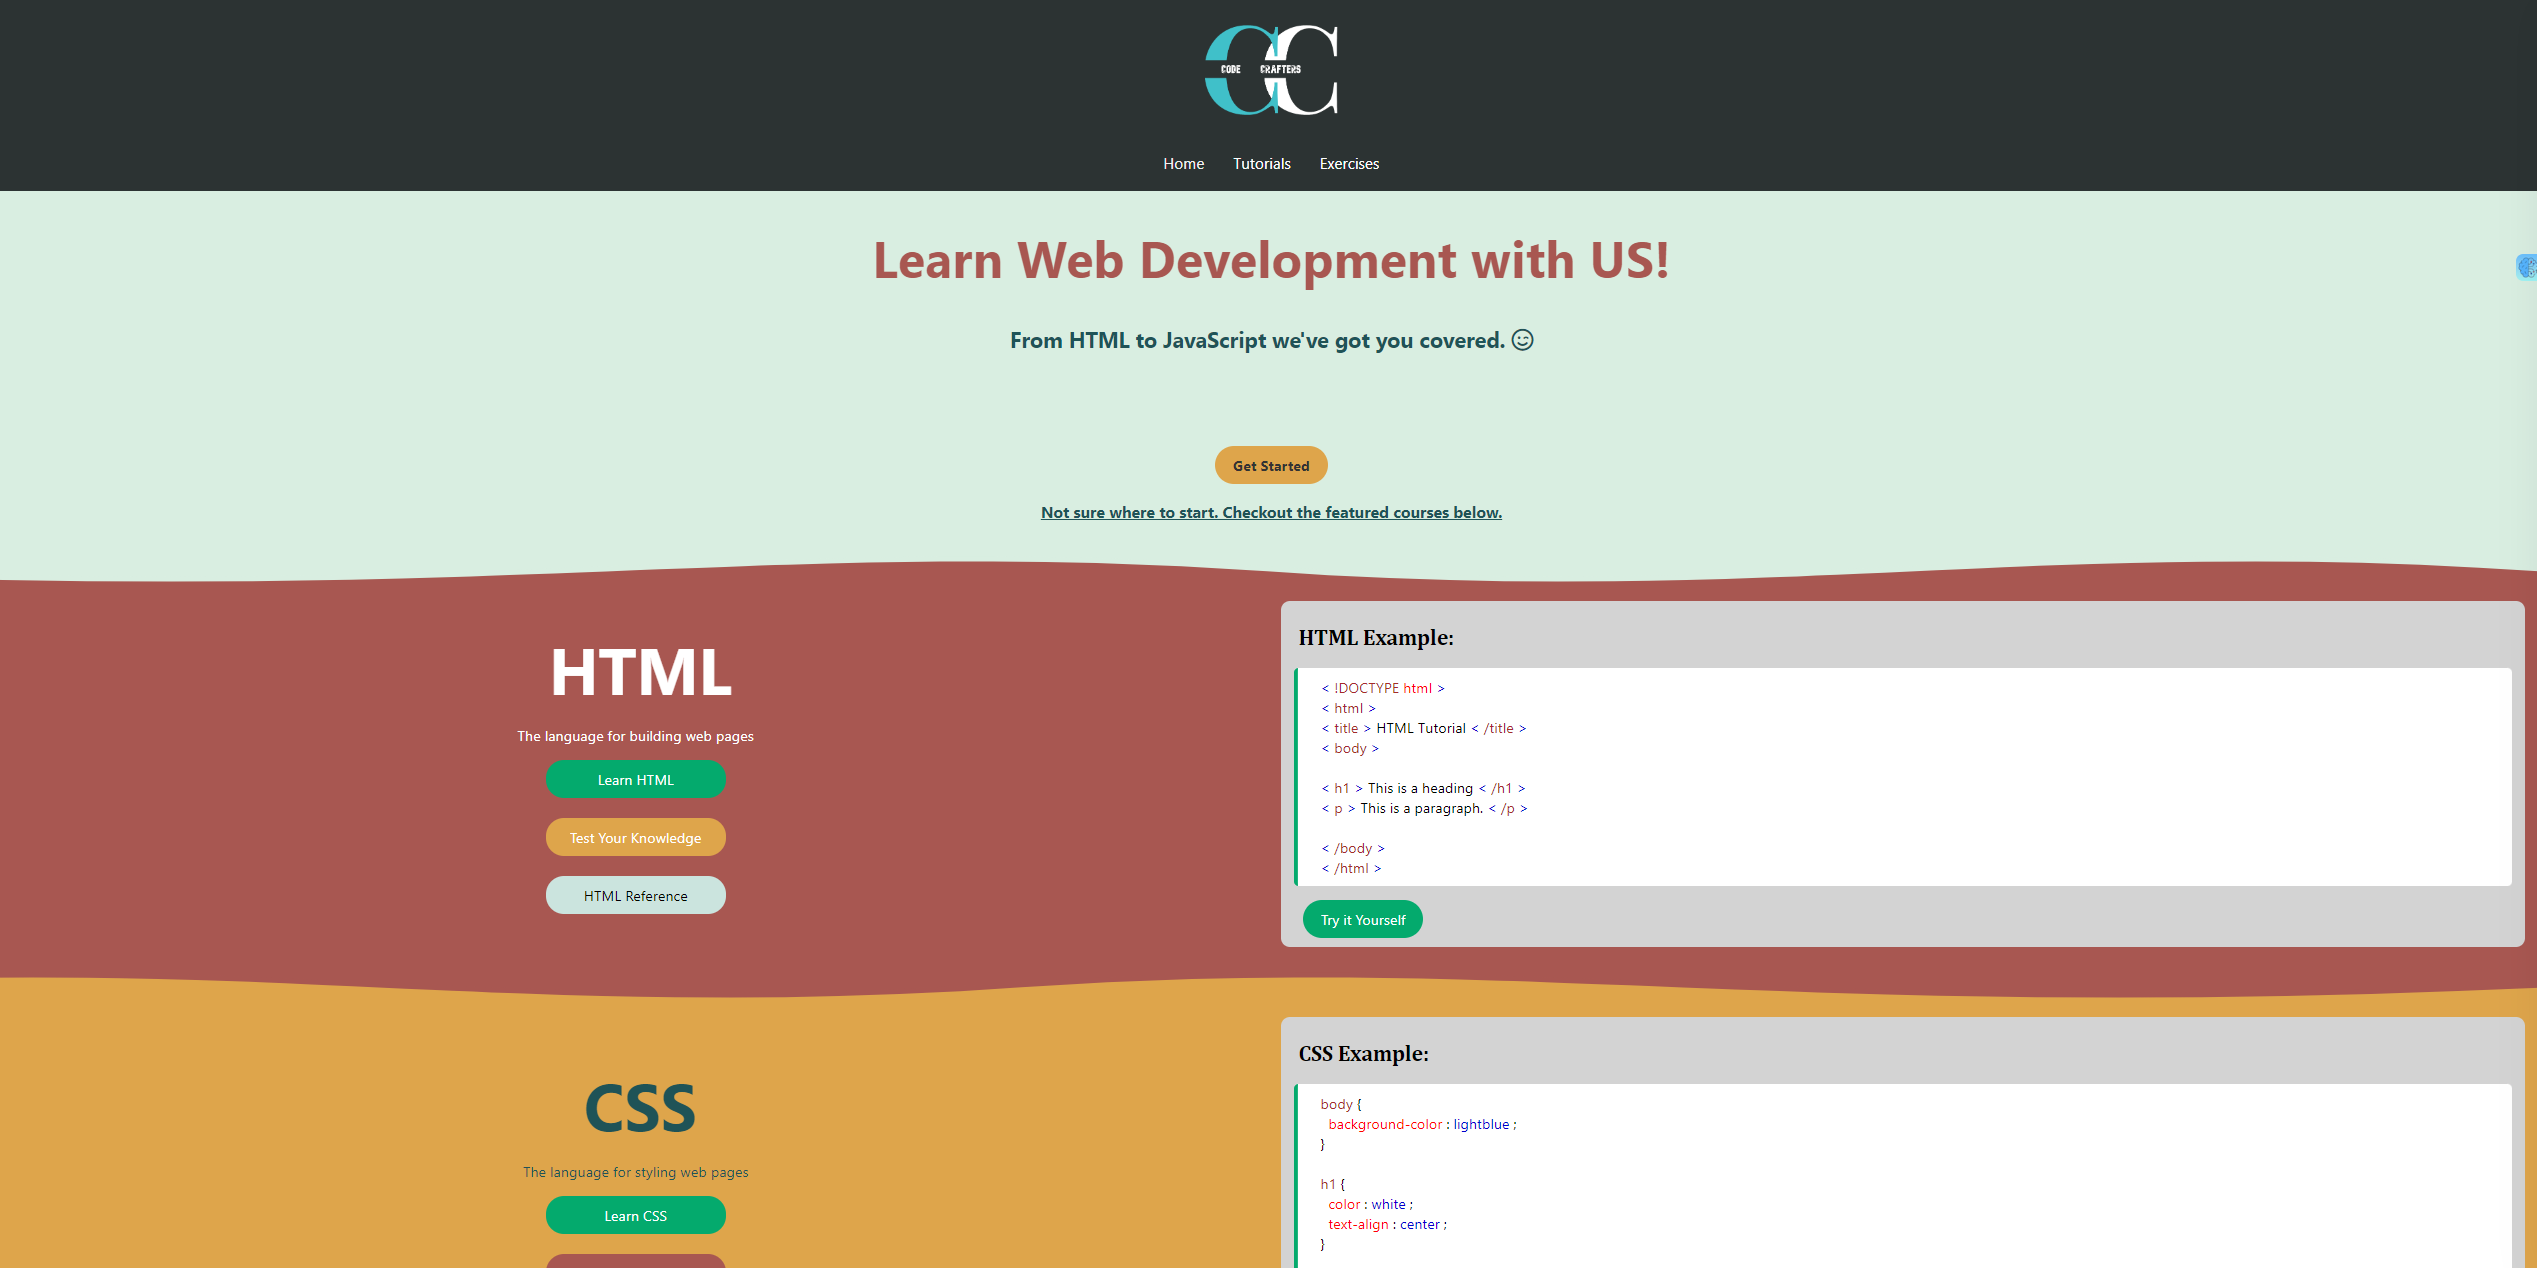 CODE CRAFTERS
Home Tutorials Exercises
Learn Web Development with US!
From HTML to JavaScript we've got you covered.
Get Started
Not sure where to start. Checkout the featured courses below.
HTML
The language for building web pages
Learn HTML
Test Your Knowledge
HTML Reference
HTML Example:
< !DOCTYPE html >
< html >
< title > HTML Tutorial < /title >
< body >
< h1 > This is a heading < /h1 >
< p > This is a paragraph. < /p >
< /body >
< /html >
Try it Yourself
CSS
The language for styling web pages
Learn CSS
CSS Example:
body {
background-color : lightblue ;
}
h1 {
color : white ;
text-align : center ;
}